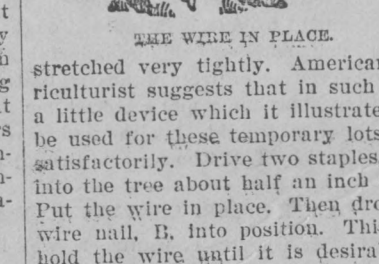 THE WIRE IN PLACE.
stretched very tightly. American
riculturist suggests that in such
a little device which it illustrate
be used for these temporary lots
satisfactorily. Drive two staples
into the tree about half an inch
Put the wire in place. Then dro
wire nail, B, into position. Thi
hold the wire until it is desira